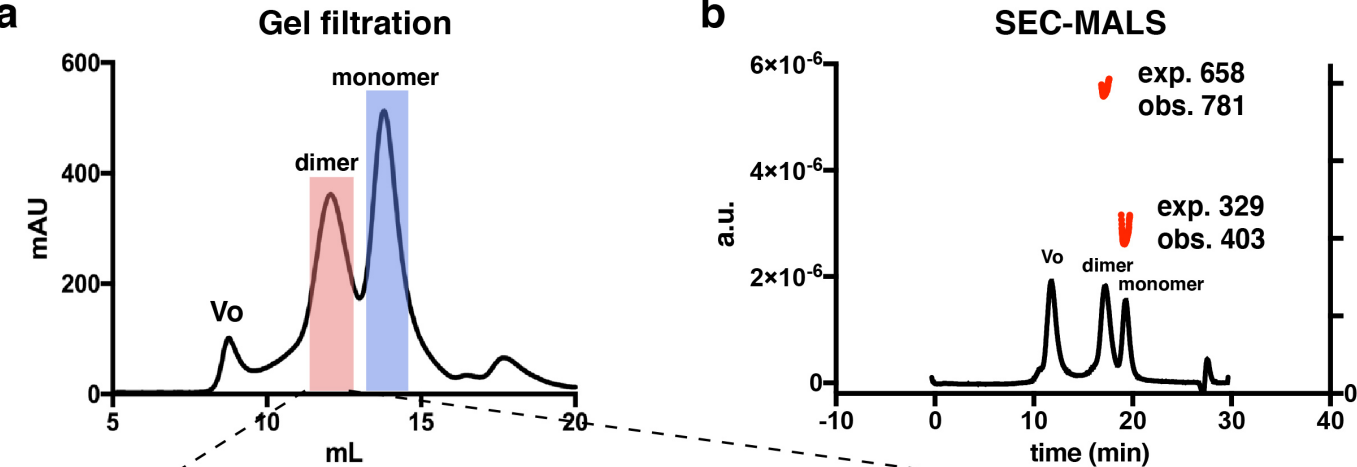 a
Gel filtration
600
400
200
0
mAU
Vo
dimer
monomer
5
10
15
20
mL
b
SEC-MALS
6×10-6
4×10-6
2×10-6
0
a.u.
exp. 658
obs. 781
exp. 329
obs. 403
Vo
dimer
monomer
0
-10
0
10
20
30
40
time (min)